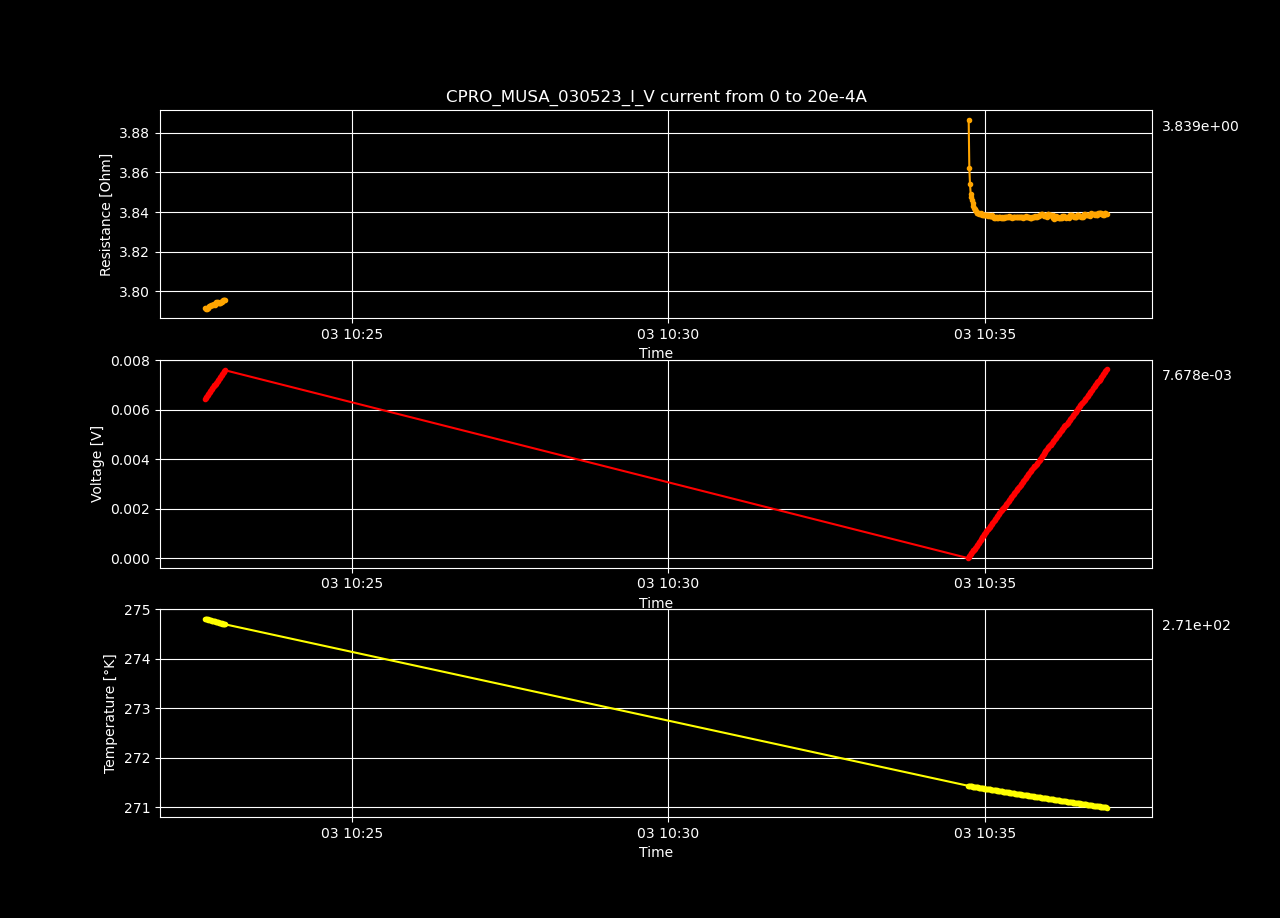 CPRO_MUSA_030523_I_V current from 0 to 20e-4A
3.88
3.86
3.84
3.82
3.80
Resistance [Ohm]
3.839e+00
03 10:25
03 10:30
03 10:35
Time
0.008
0.006
0.004
0.002
0.000
Voltage [V]
7.678e-03
03 10:25
03 10:30
03 10:35
Time
275
274
273
272
271
Temperature [°K]
2.71e+02
03 10:25
03 10:30
03 10:35
Time